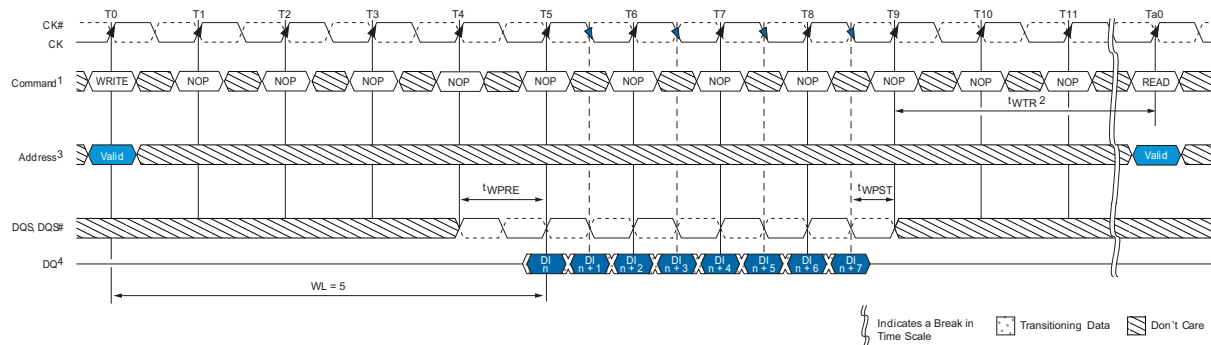 T0 T1 T2 T3 T4 T5 T6 T7 T8 T9 T10 T11 Ta0
CK#
CK
Command1 WRITE NOP NOP NOP NOP NOP NOP NOP NOP NOP NOP NOP READ
tWTR 2
Address3 Valid Valid
tWPRE tWPST
DQS, DQS#
DQ4 DI n DI n + 1 DI n + 2 DI n + 3 DI n + 4 DI n + 5 DI n + 6 DI n + 7
WL = 5
Indicates a Break in Time Scale Transitioning Data Don't Care